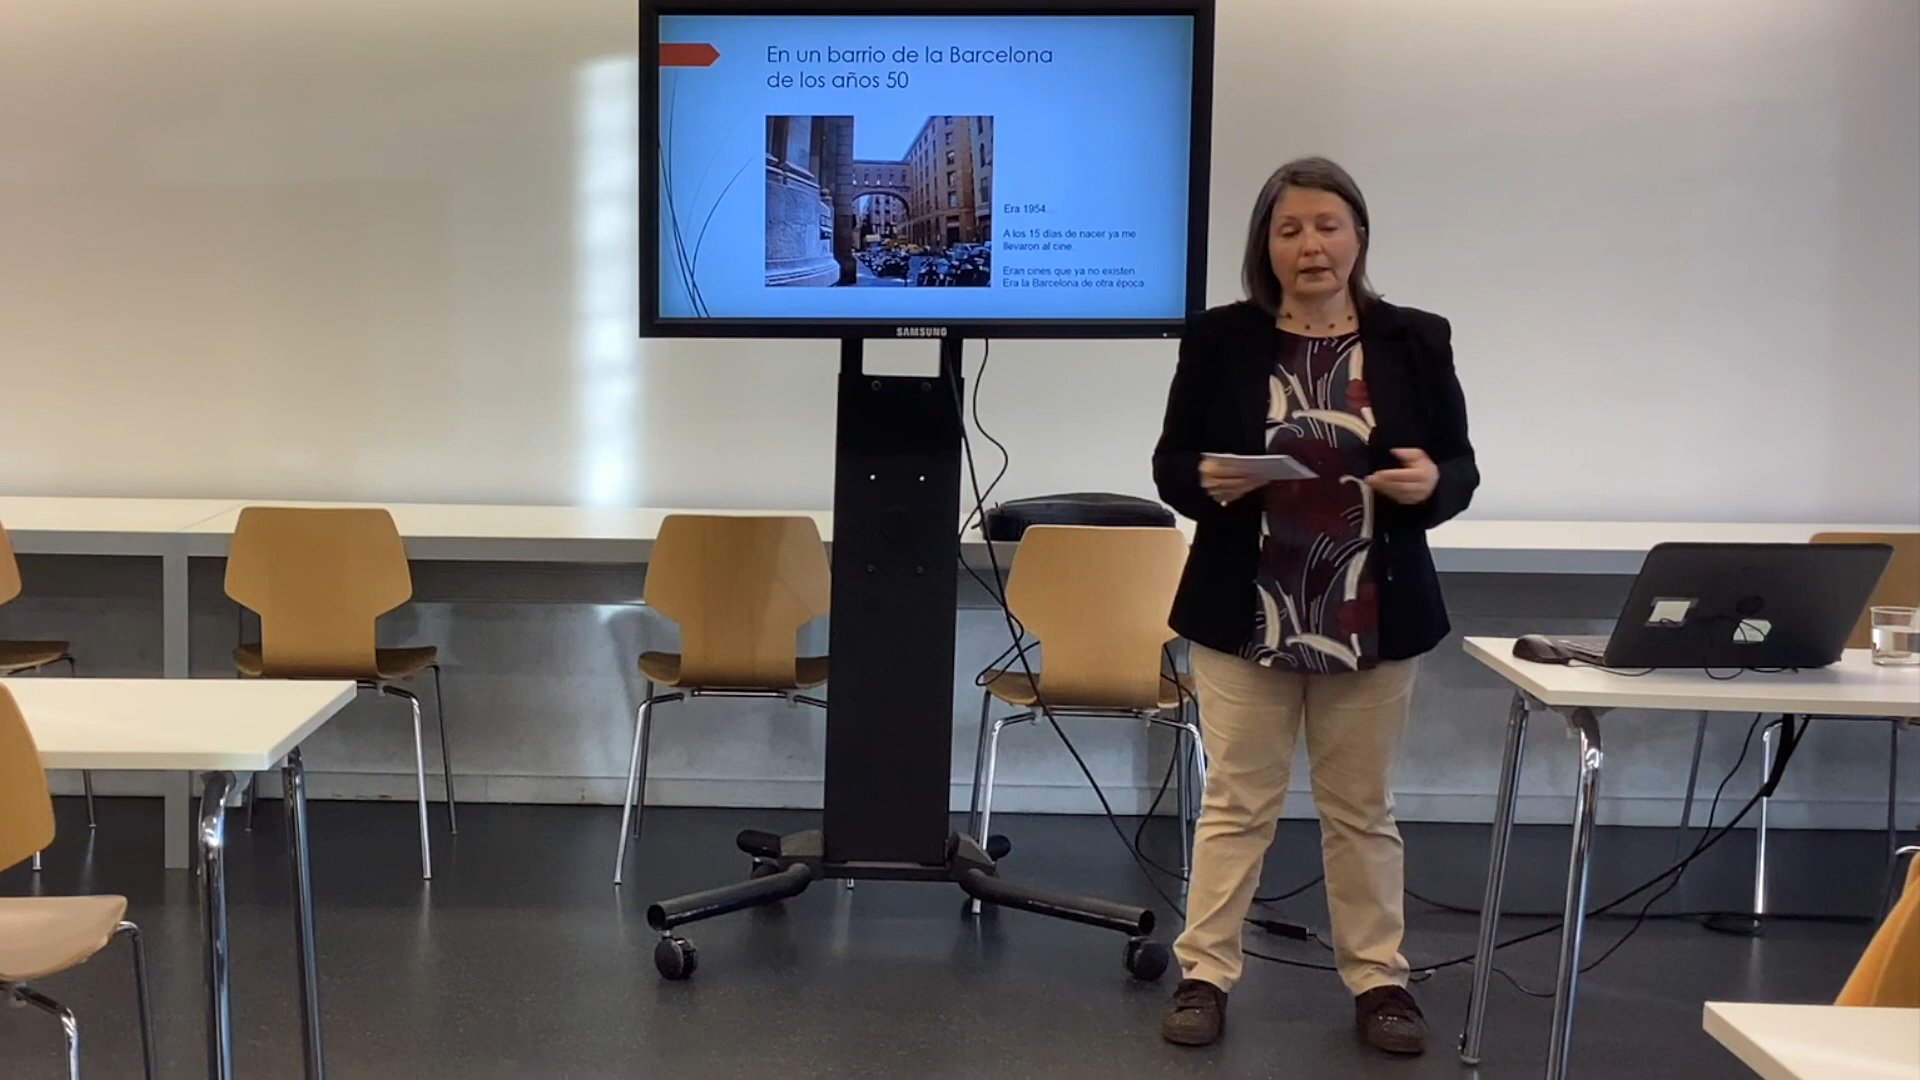 En un barrio de la Barcelona
de los años 50
Era 1954...
A los 15 días de nacer ya me
llevaron al cine.
Eran cines que ya no existen
Era la Barcelona de otra época
SAMSUNG